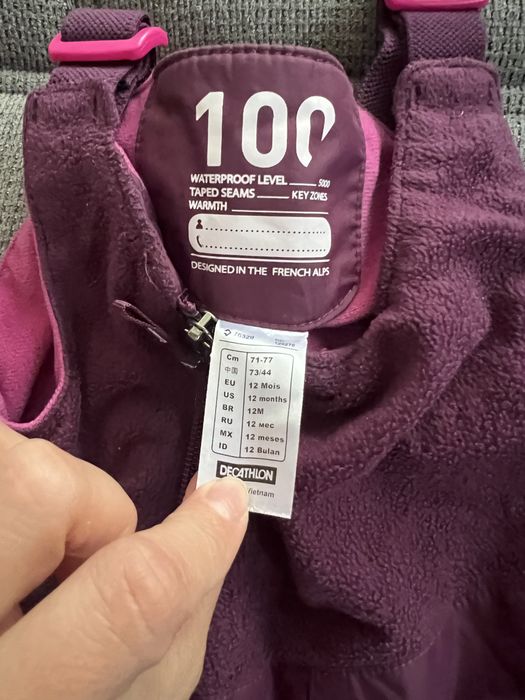 100
WATERPROOF LEVEL 5000
TAPED SEAMS KEY ZONES
WARMTH
DESIGNED IN THE FRENCH ALPS
Cm 71-77
中国 73/44
EU 12 Mois
US 12 months
BR 12M
RU 12 мес
MX 12 meses
ID 12 Bulan
DECATHLON
Vietnam